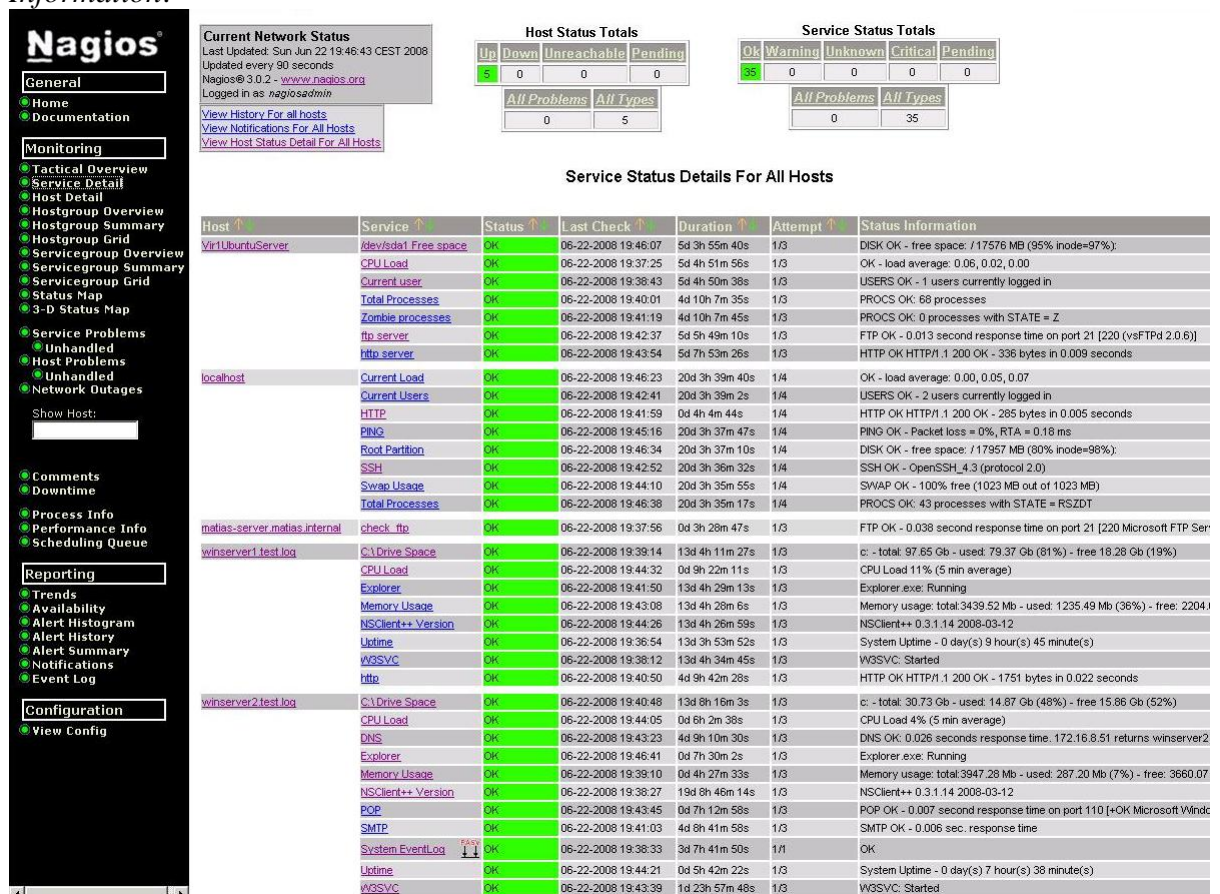 Information.
Nagios®
General
Home
Documentation
Monitoring
Tactical Overview
Service Detail
Host Detail
Hostgroup Overview
Hostgroup Summary
Hostgroup Grid
Servicegroup Overview
Servicegroup Summary
Servicegroup Grid
Status Map
3-D Status Map
Service Problems
Unhandled
Host Problems
Unhandled
Network Outages
Show Host:
Comments
Downtime
Process Info
Performance Info
Scheduling Queue
Reporting
Trends
Availability
Alert Histogram
Alert History
Alert Summary
Notifications
Event Log
Configuration
View Config
Current Network Status
Last Updated: Sun Jun 22 19:46:43 CEST 2008
Updated every 90 seconds
Nagios® 3.0.2 - www.nagios.org
Logged in as nagiosadmin
View History For all hosts
View Notifications For All Hosts
View Host Status Detail For All Hosts
Host Status Totals
Up Down Unreachable Pending
5 0 0 0
All Problems All Types
0 5
Service Status Totals
Ok Warning Unknown Critical Pending
35 0 0 0 0
All Problems All Types
0 35
Service Status Details For All Hosts
Host Service Status Last Check Duration Attempt Status Information
Vir1UbuntuServer /dev/sda1 Free space OK 06-22-2008 19:46:07 5d 3h 55m 40s 1/3 DISK OK - free space: / 17576 MB (95% inode=97%):
CPU Load OK 06-22-2008 19:37:25 5d 4h 51m 56s 1/3 OK - load average: 0.06, 0.02, 0.00
Current user OK 06-22-2008 19:38:43 5d 4h 50m 38s 1/3 USERS OK - 1 users currently logged in
Total Processes OK 06-22-2008 19:40:01 4d 10h 7m 35s 1/3 PROCS OK: 68 processes
Zombie processes OK 06-22-2008 19:41:19 4d 10h 7m 45s 1/3 PROCS OK: 0 processes with STATE = Z
ftp server OK 06-22-2008 19:42:37 5d 5h 49m 10s 1/3 FTP OK - 0.013 second response time on port 21 [220 (vsFTPd 2.0.6)]
http server OK 06-22-2008 19:43:54 5d 7h 53m 26s 1/3 HTTP OK HTTP/1.1 200 OK - 336 bytes in 0.009 seconds
localhost Current Load OK 06-22-2008 19:46:23 20d 3h 39m 40s 1/4 OK - load average: 0.00, 0.05, 0.07
Current Users OK 06-22-2008 19:42:41 20d 3h 39m 2s 1/4 USERS OK - 2 users currently logged in
HTTP OK 06-22-2008 19:41:59 0d 4h 4m 44s 1/4 HTTP OK HTTP/1.1 200 OK - 285 bytes in 0.005 seconds
PING OK 06-22-2008 19:45:16 20d 3h 37m 47s 1/4 PING OK - Packet loss = 0%, RTA = 0.18 ms
Root Partition OK 06-22-2008 19:46:34 20d 3h 37m 10s 1/4 DISK OK - free space: / 17957 MB (80% inode=98%):
SSH OK 06-22-2008 19:42:52 20d 3h 36m 32s 1/4 SSH OK - OpenSSH_4.3 (protocol 2.0)
Swap Usage OK 06-22-2008 19:44:10 20d 3h 35m 55s 1/4 SWAP OK - 100% free (1023 MB out of 1023 MB)
Total Processes OK 06-22-2008 19:46:38 20d 3h 35m 17s 1/4 PROCS OK: 43 processes with STATE = RSZDT
matias-server.matias.internal check_ftp OK 06-22-2008 19:37:56 0d 3h 28m 47s 1/3 FTP OK - 0.038 second response time on port 21 [220 Microsoft FTP Ser
winserver1.test.log C:\ Drive Space OK 06-22-2008 19:39:14 13d 4h 11m 27s 1/3 c: - total: 97.65 Gb - used: 79.37 Gb (81%) - free 18.28 Gb (19%)
CPU Load OK 06-22-2008 19:44:32 0d 9h 22m 11s 1/3 CPU Load 11% (5 min average)
Explorer OK 06-22-2008 19:41:50 13d 4h 29m 13s 1/3 Explorer.exe: Running
Memory Usage OK 06-22-2008 19:43:08 13d 4h 28m 6s 1/3 Memory usage: total:3439.52 Mb - used: 1235.49 Mb (36%) - free: 2204.
NSClient++ Version OK 06-22-2008 19:44:26 13d 4h 26m 59s 1/3 NSClient++ 0.3.1.14 2008-03-12
Uptime OK 06-22-2008 19:36:54 13d 3h 53m 52s 1/3 System Uptime - 0 day(s) 9 hour(s) 45 minute(s)
W3SVC OK 06-22-2008 19:38:12 13d 4h 34m 45s 1/3 W3SVC: Started
http OK 06-22-2008 19:40:50 4d 9h 42m 28s 1/3 HTTP OK HTTP/1.1 200 OK - 1751 bytes in 0.022 seconds
winserver2.test.log C:\ Drive Space OK 06-22-2008 19:40:48 13d 8h 16m 3s 1/3 c: - total: 30.73 Gb - used: 14.87 Gb (48%) - free 15.86 Gb (52%)
CPU Load OK 06-22-2008 19:44:05 0d 6h 2m 38s 1/3 CPU Load 4% (5 min average)
DNS OK 06-22-2008 19:43:23 4d 9h 10m 30s 1/3 DNS OK: 0.026 seconds response time. 172.16.8.51 returns winserver2
Explorer OK 06-22-2008 19:46:41 0d 7h 30m 2s 1/3 Explorer.exe: Running
Memory Usage OK 06-22-2008 19:39:10 0d 4h 27m 33s 1/3 Memory usage: total:3947.28 Mb - used: 287.20 Mb (7%) - free: 3660.07
NSClient++ Version OK 06-22-2008 19:38:27 19d 8h 46m 14s 1/3 NSClient++ 0.3.1.14 2008-03-12
POP OK 06-22-2008 19:43:45 0d 7h 12m 58s 1/3 POP OK - 0.007 second response time on port 110 [+OK Microsoft Windo
SMTP OK 06-22-2008 19:41:03 4d 8h 41m 58s 1/3 SMTP OK - 0.006 sec. response time
System EventLog PASV OK 06-22-2008 19:38:33 3d 7h 41m 50s 1/1 OK
Uptime OK 06-22-2008 19:44:21 0d 5h 42m 22s 1/3 System Uptime - 0 day(s) 7 hour(s) 38 minute(s)
W3SVC OK 06-22-2008 19:43:39 1d 23h 57m 48s 1/3 W3SVC: Started